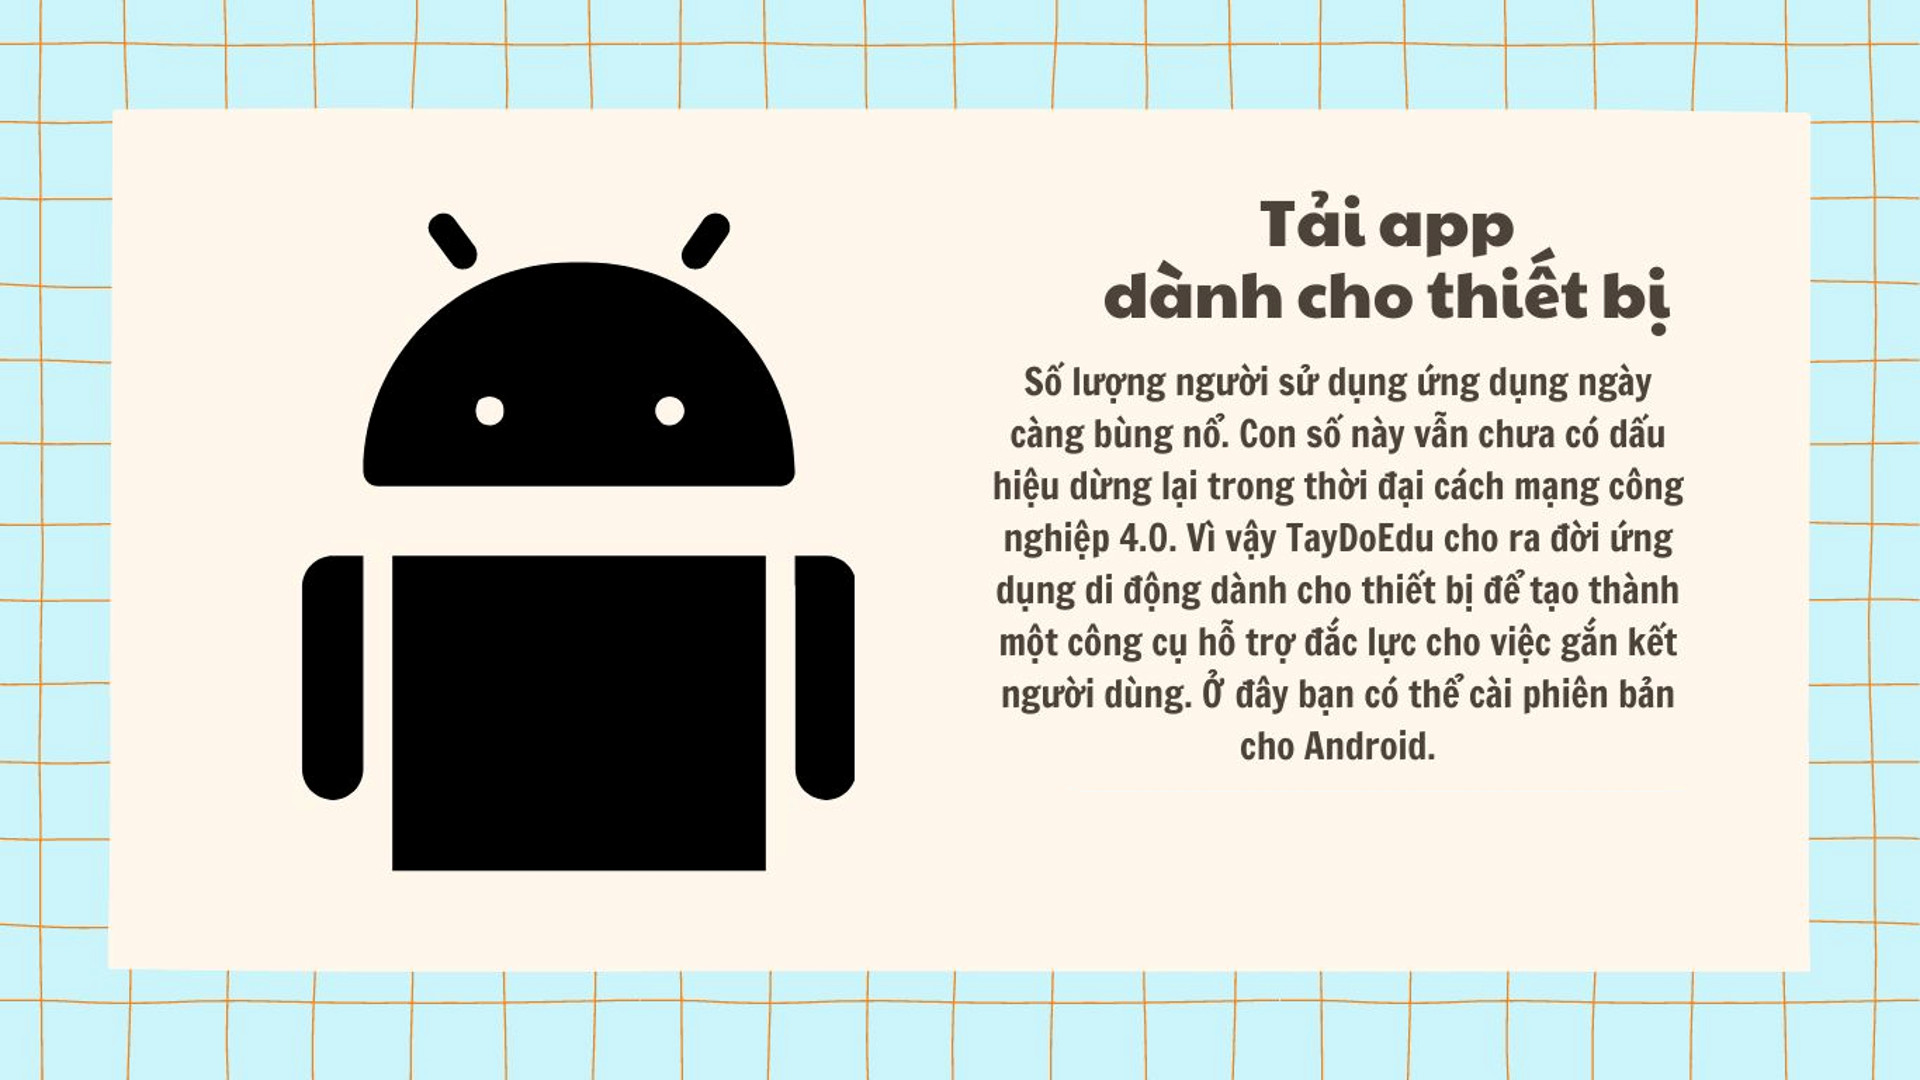 Tải app
dành cho thiết bị
Số lượng người sử dụng ứng dụng ngày
càng bùng nổ. Con số này vẫn chưa có dấu
hiệu dừng lại trong thời đại cách mạng công
nghiệp 4.0. Vì vậy TayDoEdu cho ra đời ứng
dụng di động dành cho thiết bị để tạo thành
một công cụ hỗ trợ đắc lực cho việc gắn kết
người dùng. Ở đây bạn có thể cài phiên bản
cho Android.